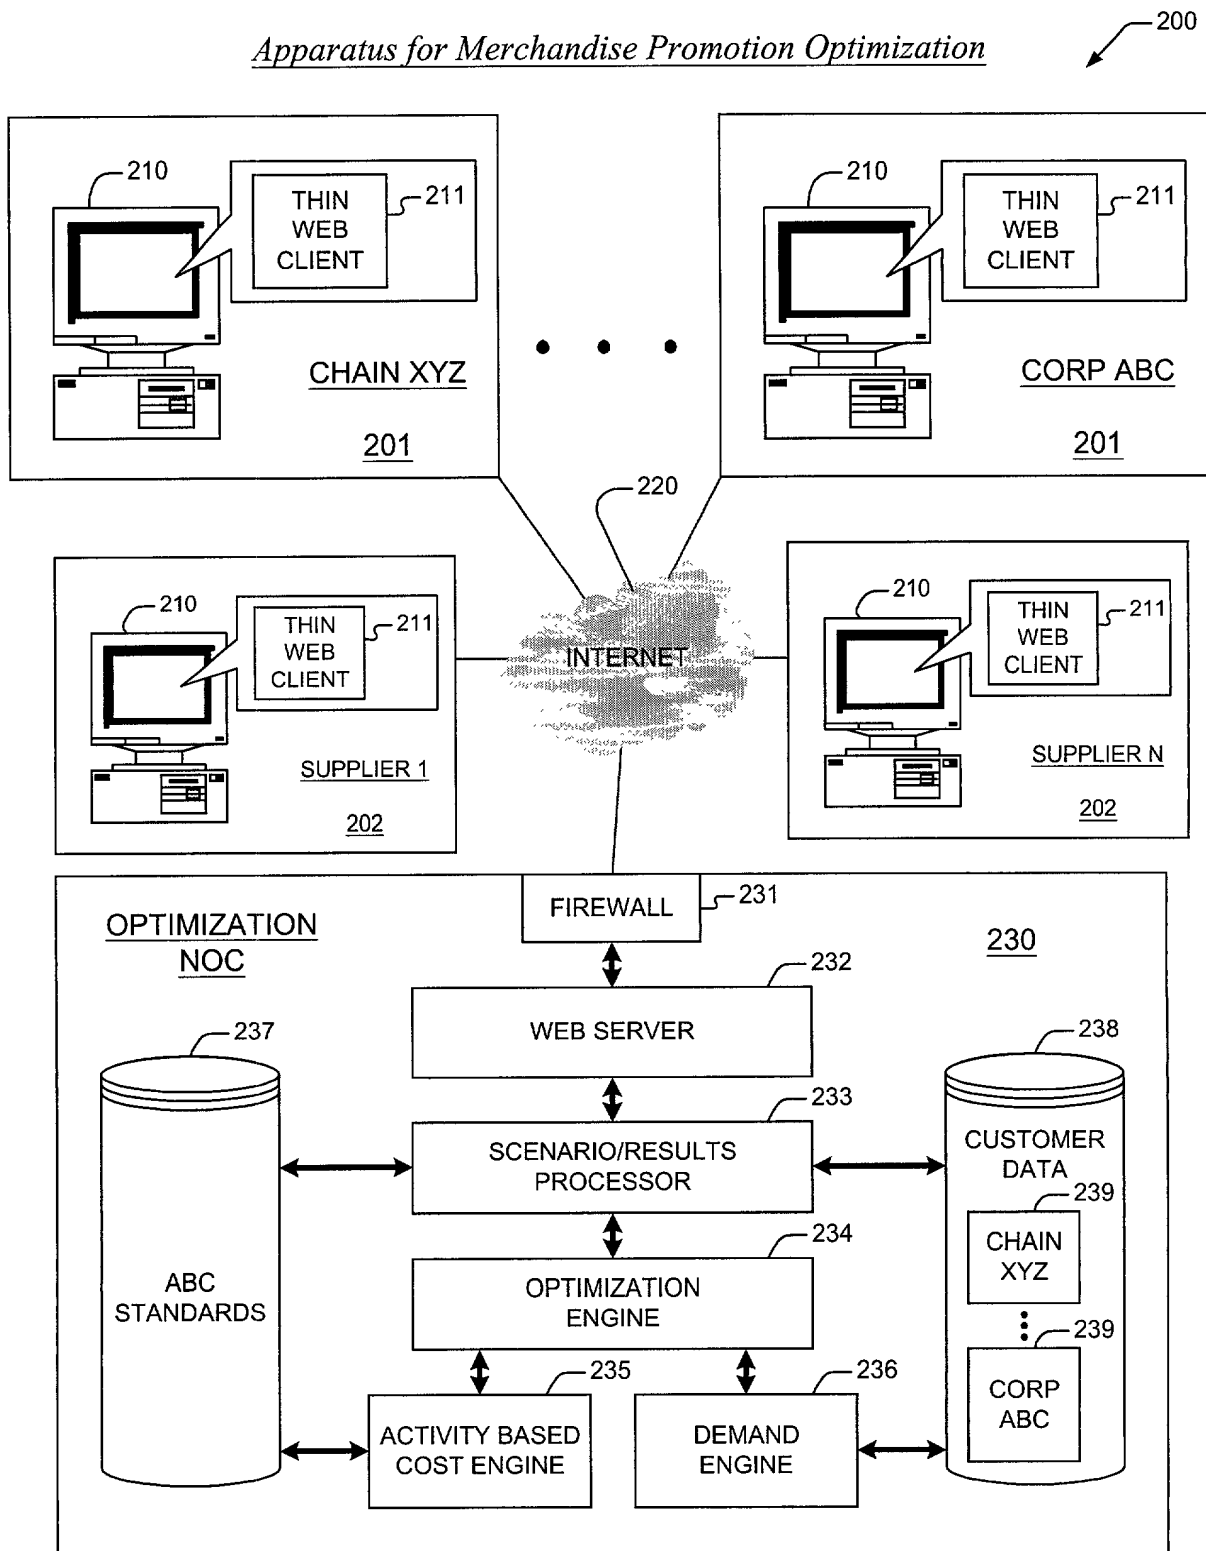 200
Apparatus for Merchandise Promotion Optimization
210
THIN
WEB
CLIENT
211
CHAIN XYZ
201
210
THIN
WEB
CLIENT
211
CORP ABC
201
220
INTERNET
210
THIN
WEB
CLIENT
211
SUPPLIER 1
202
210
THIN
WEB
CLIENT
211
SUPPLIER N
202
OPTIMIZATION
NOC
FIREWALL
231
230
232
WEB SERVER
237
238
233
SCENARIO/RESULTS
PROCESSOR
CUSTOMER
DATA
239
CHAIN
XYZ
234
OPTIMIZATION
ENGINE
ABC
STANDARDS
239
CORP
ABC
235
ACTIVITY BASED
COST ENGINE
236
DEMAND
ENGINE